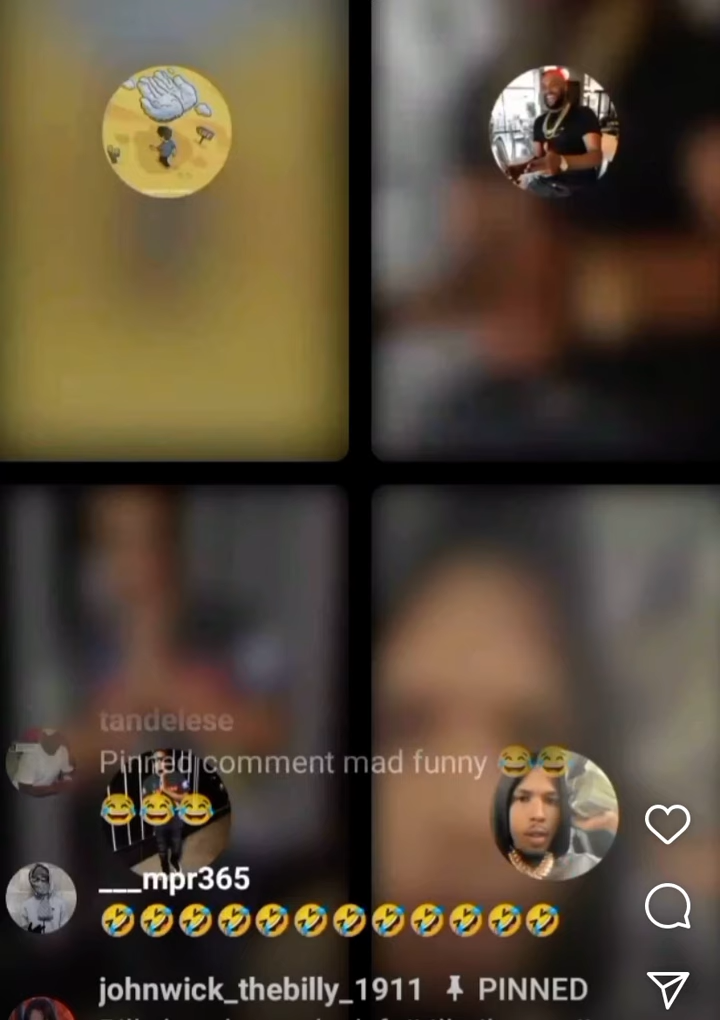 tandelese
Pinned comment mad funny 😂😂
😂😂😂
___mpr365
🤣🤣🤣🤣🤣🤣🤣🤣🤣🤣🤣🤣
johnwick_thebilly_1911 📌 PINNED